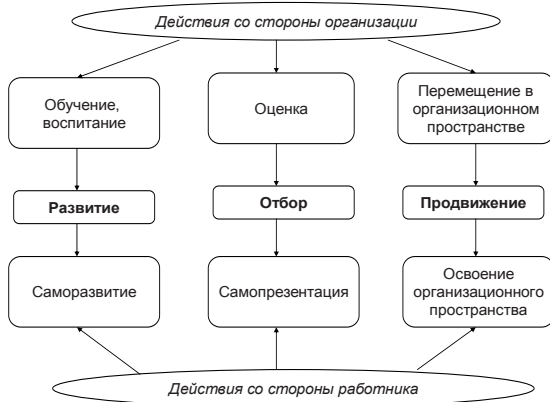 Действия со стороны организации
Обучение,
воспитание
Оценка
Перемещение в
организационном
пространстве
Развитие
Отбор
Продвижение
Саморазвитие
Самопрезентация
Освоение
организационного
пространства
Действия со стороны работника